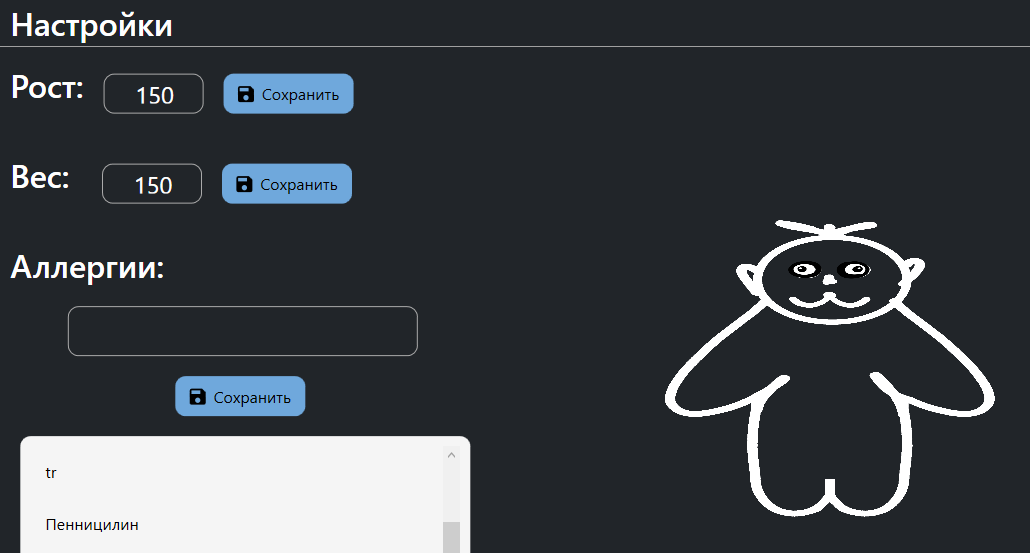 Настройки
Рост: 150 Сохранить
Вес: 150 Сохранить
Аллергии:
Сохранить
tr
Пенницилин